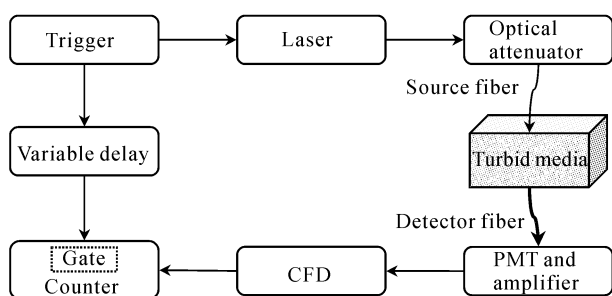 Trigger
Laser
Optical
attenuator
Source fiber
Variable delay
Turbid media
Detector fiber
Gate
Counter
CFD
PMT and
amplifier